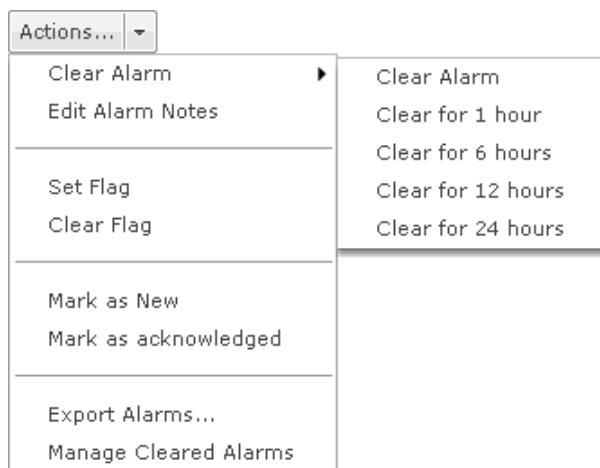 Actions...
Clear Alarm
Edit Alarm Notes
Set Flag
Clear Flag
Mark as New
Mark as acknowledged
Export Alarms...
Manage Cleared Alarms
Clear Alarm
Clear for 1 hour
Clear for 6 hours
Clear for 12 hours
Clear for 24 hours